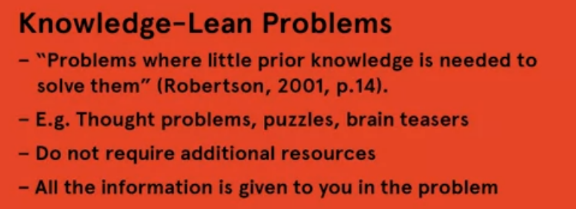 Knowledge-Lean Problems
– “Problems where little prior knowledge is needed to
solve them” (Robertson, 2001, p.14).
– E.g. Thought problems, puzzles, brain teasers
– Do not require additional resources
– All the information is given to you in the problem